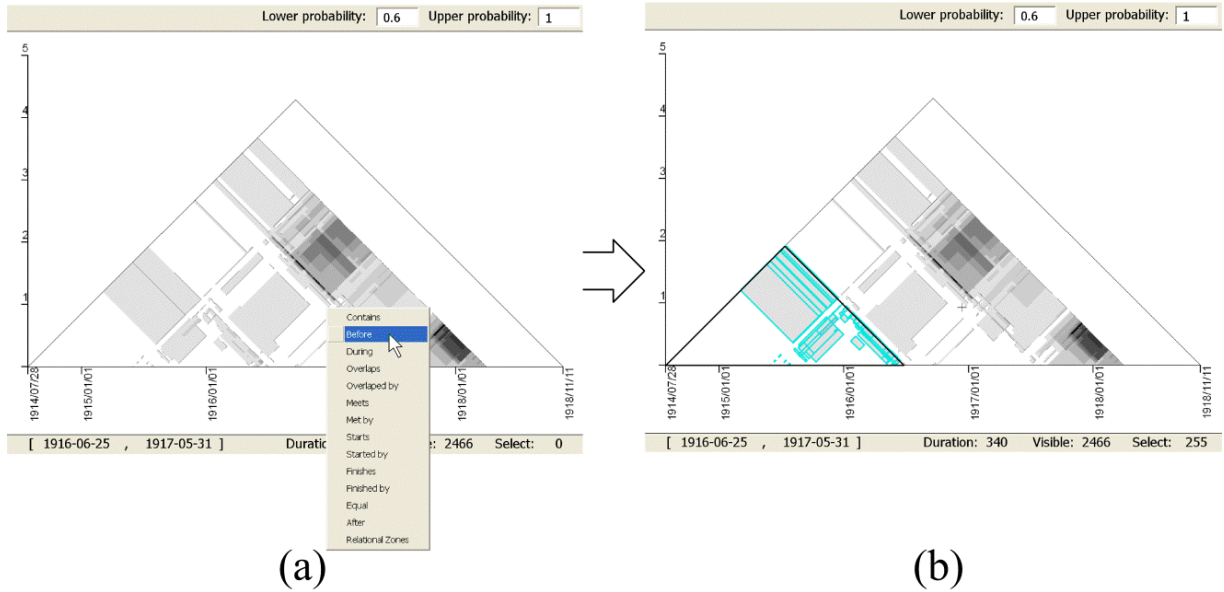 Lower probability: 0.6 Upper probability: 1
5
4
3
2
1
1914/07/28
1915/01/01
1916/01/01
1918/01/01
1918/11/11
Contains
Before
During
Overlaps
Overlaped by
Meets
Met by
Starts
Started by
Finishes
Finished by
Equal
After
Relational Zones
[ 1916-06-25 , 1917-05-31 ] Duratio e: 2466 Select: 0
(a)
Lower probability: 0.6 Upper probability: 1
5
4
3
2
1
1914/07/28
1915/01/01
1916/01/01
1917/01/01
1918/01/01
1918/11/11
[ 1916-06-25 , 1917-05-31 ] Duration: 340 Visible: 2466 Select: 255
(b)